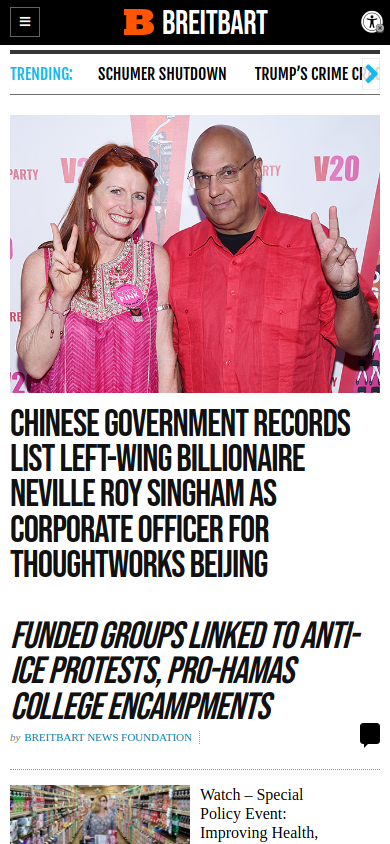 BREITBART
TRENDING: SCHUMER SHUTDOWN TRUMP'S CRIME
PARTY
V20
V20
CHINESE GOVERNMENT RECORDS
LIST LEFT-WING BILLIONAIRE
NEVILLE ROY SINGHAM AS
CORPORATE OFFICER FOR
THOUGHTWORKS BEIJING
FUNDED GROUPS LINKED TO ANTI-
ICE PROTESTS, PRO-HAMAS
COLLEGE ENCAMPMENTS
by BREITBART NEWS FOUNDATION
Watch – Special
Policy Event:
Improving Health,